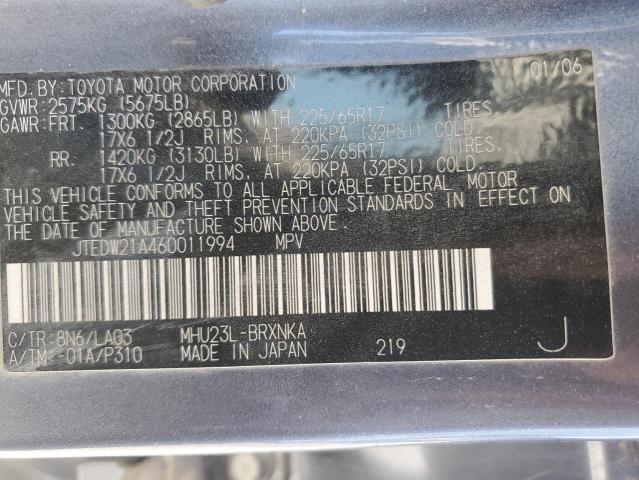 MFD. BY: TOYOTA MOTOR CORPORATION 01/06
GVWR: 2575KG (5675LB)
GAWR: FRT. 1300KG (2865LB) WITH 225/65R17 TIRES,
17X6 1/2J RIMS, AT 220KPA (32PSI) COLD
RR. 1420KG (3130LB) WITH 225/65R17 TIRES,
17X6 1/2J RIMS, AT 220KPA (32PSI) COLD.
THIS VEHICLE CONFORMS TO ALL APPLICABLE FEDERAL MOTOR
VEHICLE SAFETY AND THEFT PREVENTION STANDARDS IN EFFECT ON
THE DATE OF MANUFACTURE SHOWN ABOVE.
JTEDW21A460011994 MPV
C/TR: 8N6/LA03 MHU23L-BRXNKA
A/TM: -01A/P310 MADE IN JAPAN 219 J